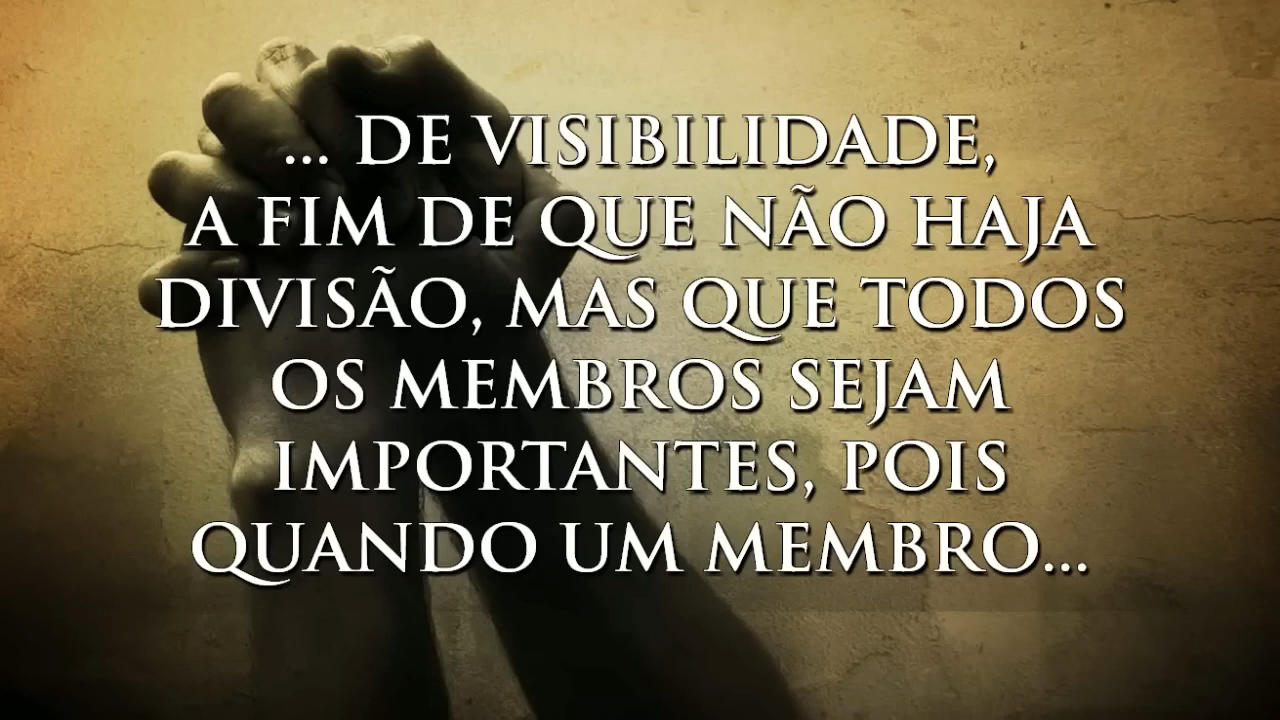 ... DE VISIBILIDADE,
A FIM DE QUE NÃO HAJA
DIVISÃO, MAS QUE TODOS
OS MEMBROS SEJAM
IMPORTANTES, POIS
QUANDO UM MEMBRO...